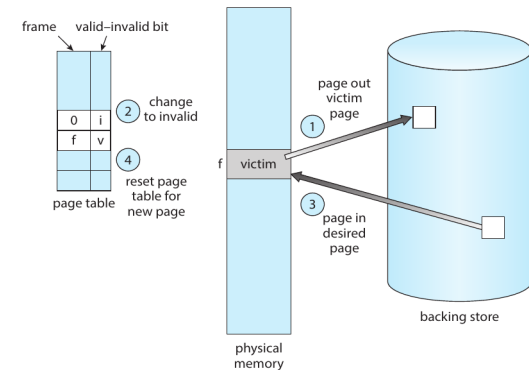 frame
valid–invalid bit
0
i
f
v
2
change
to invalid
4
reset page
table for
new page
page table
page out
victim
page
1
f
victim
3
page in
desired
page
backing store
physical
memory